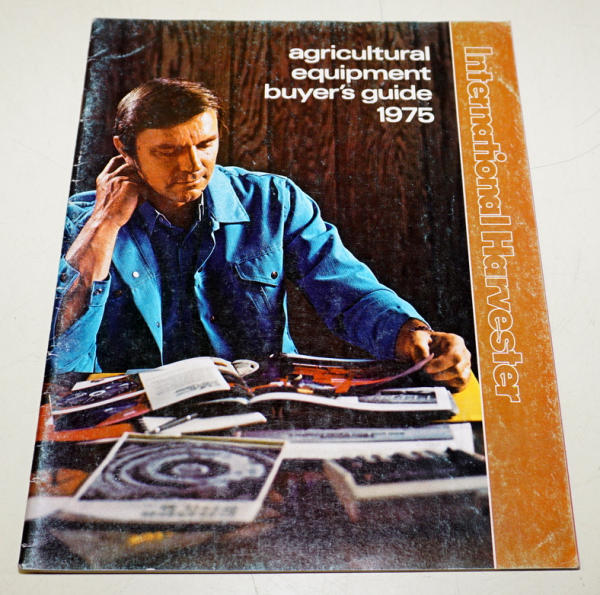 agricultural
equipment
buyer's guide
1975
International Harvester